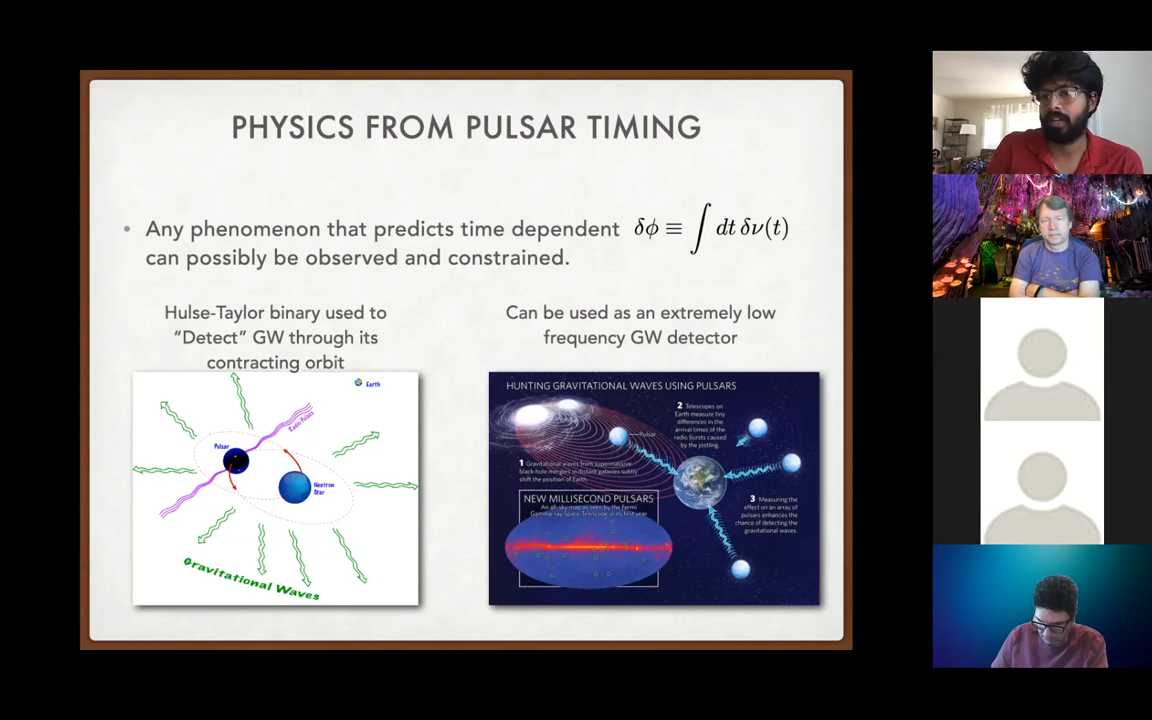 PHYSICS FROM PULSAR TIMING
• Any phenomenon that predicts time dependent δϕ ≡ ∫ dt δν(t)
can possibly be observed and constrained.
Hulse-Taylor binary used to
“Detect” GW through its
contracting orbit
Can be used as an extremely low
frequency GW detector
Earth
Radio Pulses
Pulsar
Neutron
Star
Gravitational Waves
HUNTING GRAVITATIONAL WAVES USING PULSARS
2 Telescopes on
Earth measure tiny
differences in the
arrival times of the
radio bursts caused
by the jostling.
Pulsar
1 Gravitational waves from supermassive
black-hole mergers in distant galaxies subtly
shift the position of Earth.
NEW MILLISECOND PULSARS
An all-sky map as seen by the Fermi
Gamma-ray Space Telescope in its first year
3 Measuring the
effect on an array of
pulsars enhances the
chance of detecting the
gravitational waves.